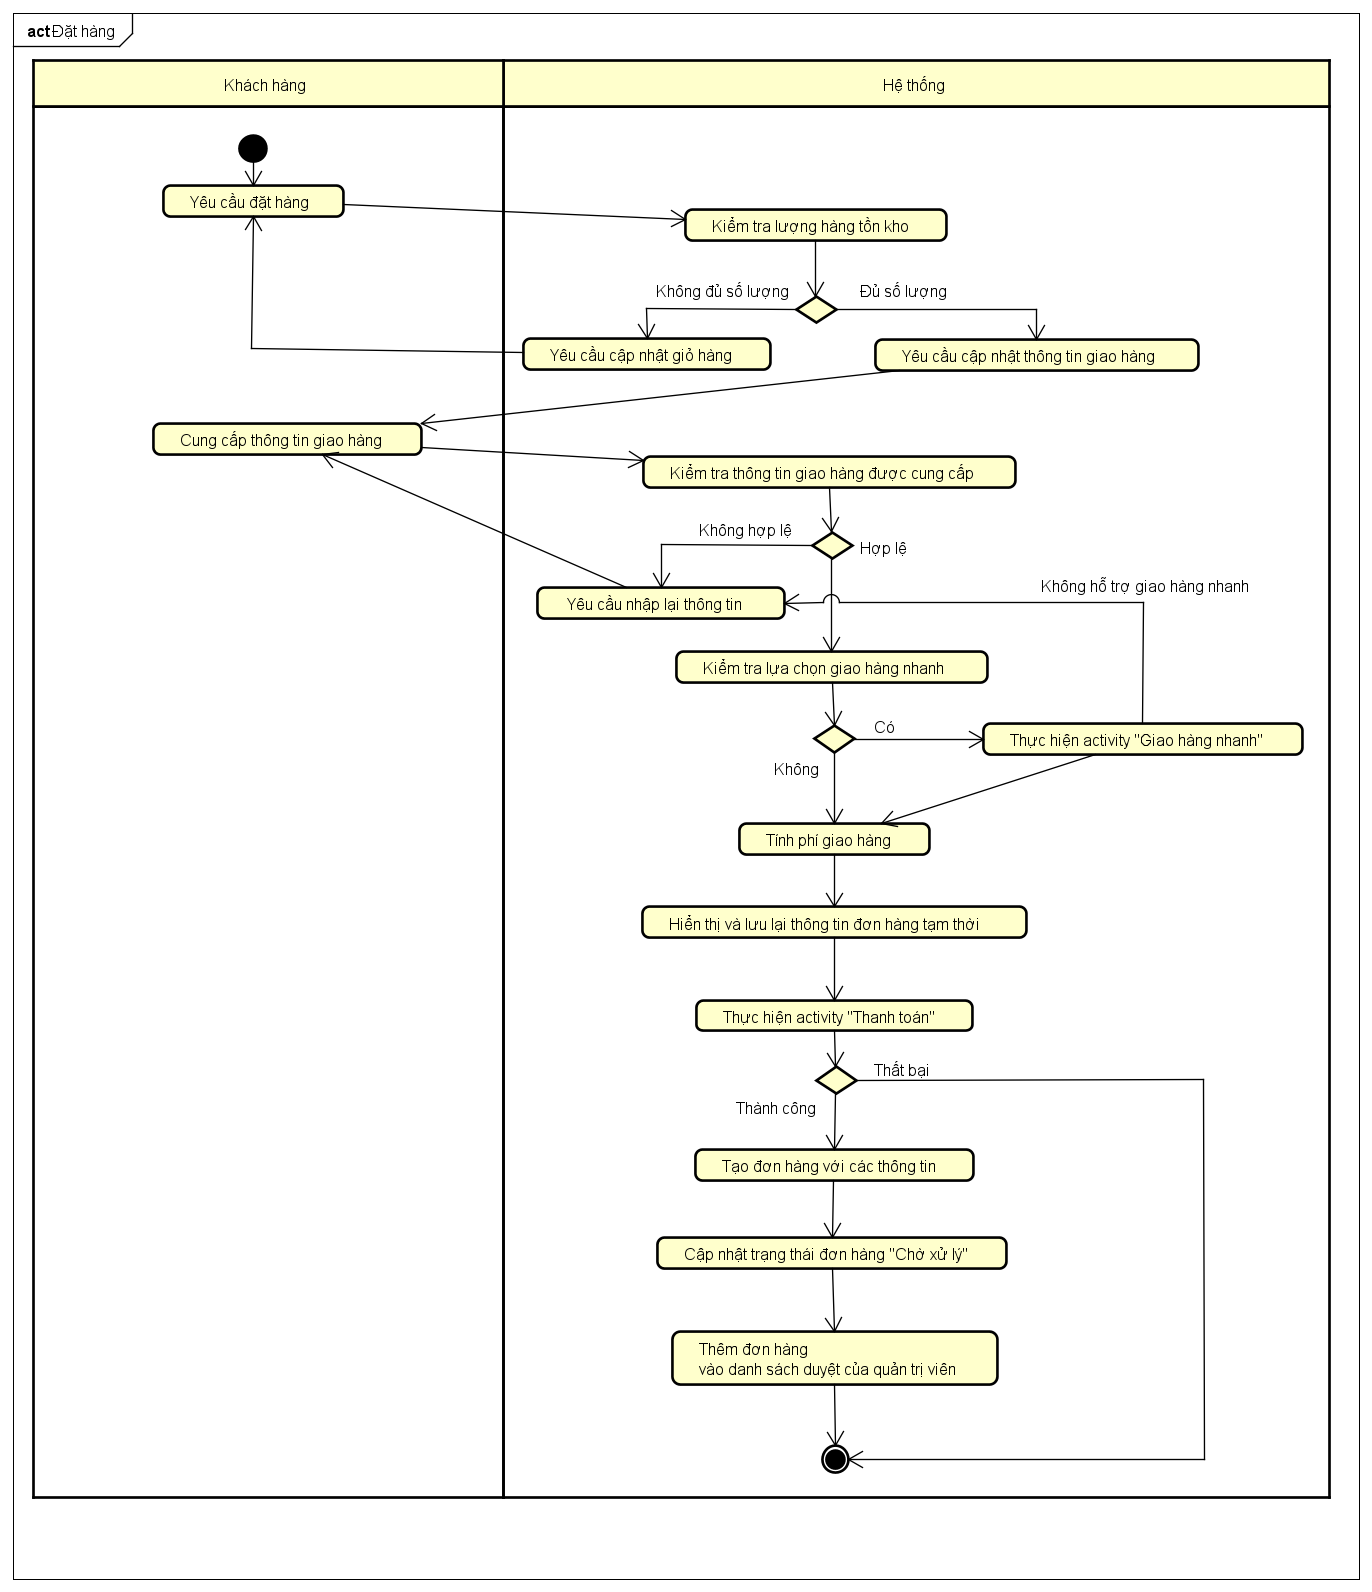 act Đặt hàng
Khách hàng
Hệ thống
Yêu cầu đặt hàng
Kiểm tra lượng hàng tồn kho
Không đủ số lượng
Đủ số lượng
Yêu cầu cập nhật giỏ hàng
Yêu cầu cập nhật thông tin giao hàng
Cung cấp thông tin giao hàng
Kiểm tra thông tin giao hàng được cung cấp
Không hợp lệ
Hợp lệ
Không hỗ trợ giao hàng nhanh
Yêu cầu nhập lại thông tin
Kiểm tra lựa chọn giao hàng nhanh
Có
Thực hiện activity "Giao hàng nhanh"
Không
Tính phí giao hàng
Hiển thị và lưu lại thông tin đơn hàng tạm thời
Thực hiện activity "Thanh toán"
Thất bại
Thành công
Tạo đơn hàng với các thông tin
Cập nhật trạng thái đơn hàng "Chờ xử lý"
Thêm đơn hàng
vào danh sách duyệt của quản trị viên